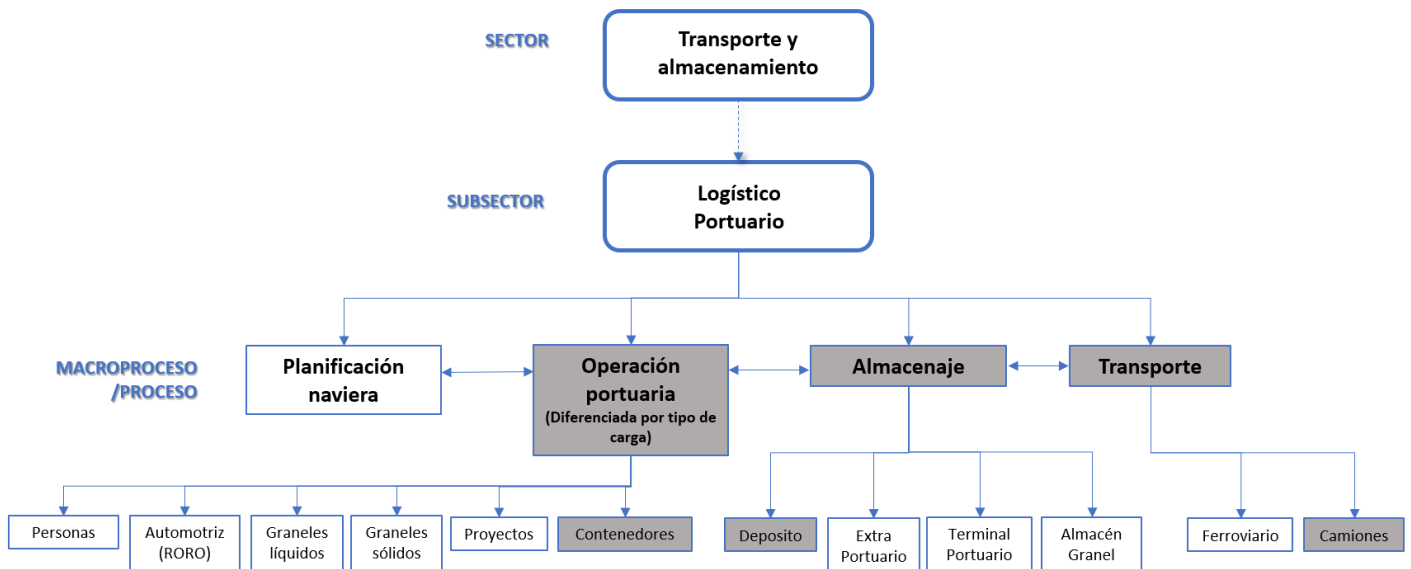 SECTOR
Transporte y
almacenamiento
SUBSECTOR
Logístico
Portuario
MACROPROCESO
/PROCESO
Planificación
naviera
Operación
portuaria
(Diferenciada por tipo de
carga)
Almacenaje
Transporte
Personas
Automotriz
(RORO)
Graneles
líquidos
Graneles
sólidos
Proyectos
Contenedores
Deposito
Extra
Portuario
Terminal
Portuario
Almacén
Granel
Ferroviario
Camiones